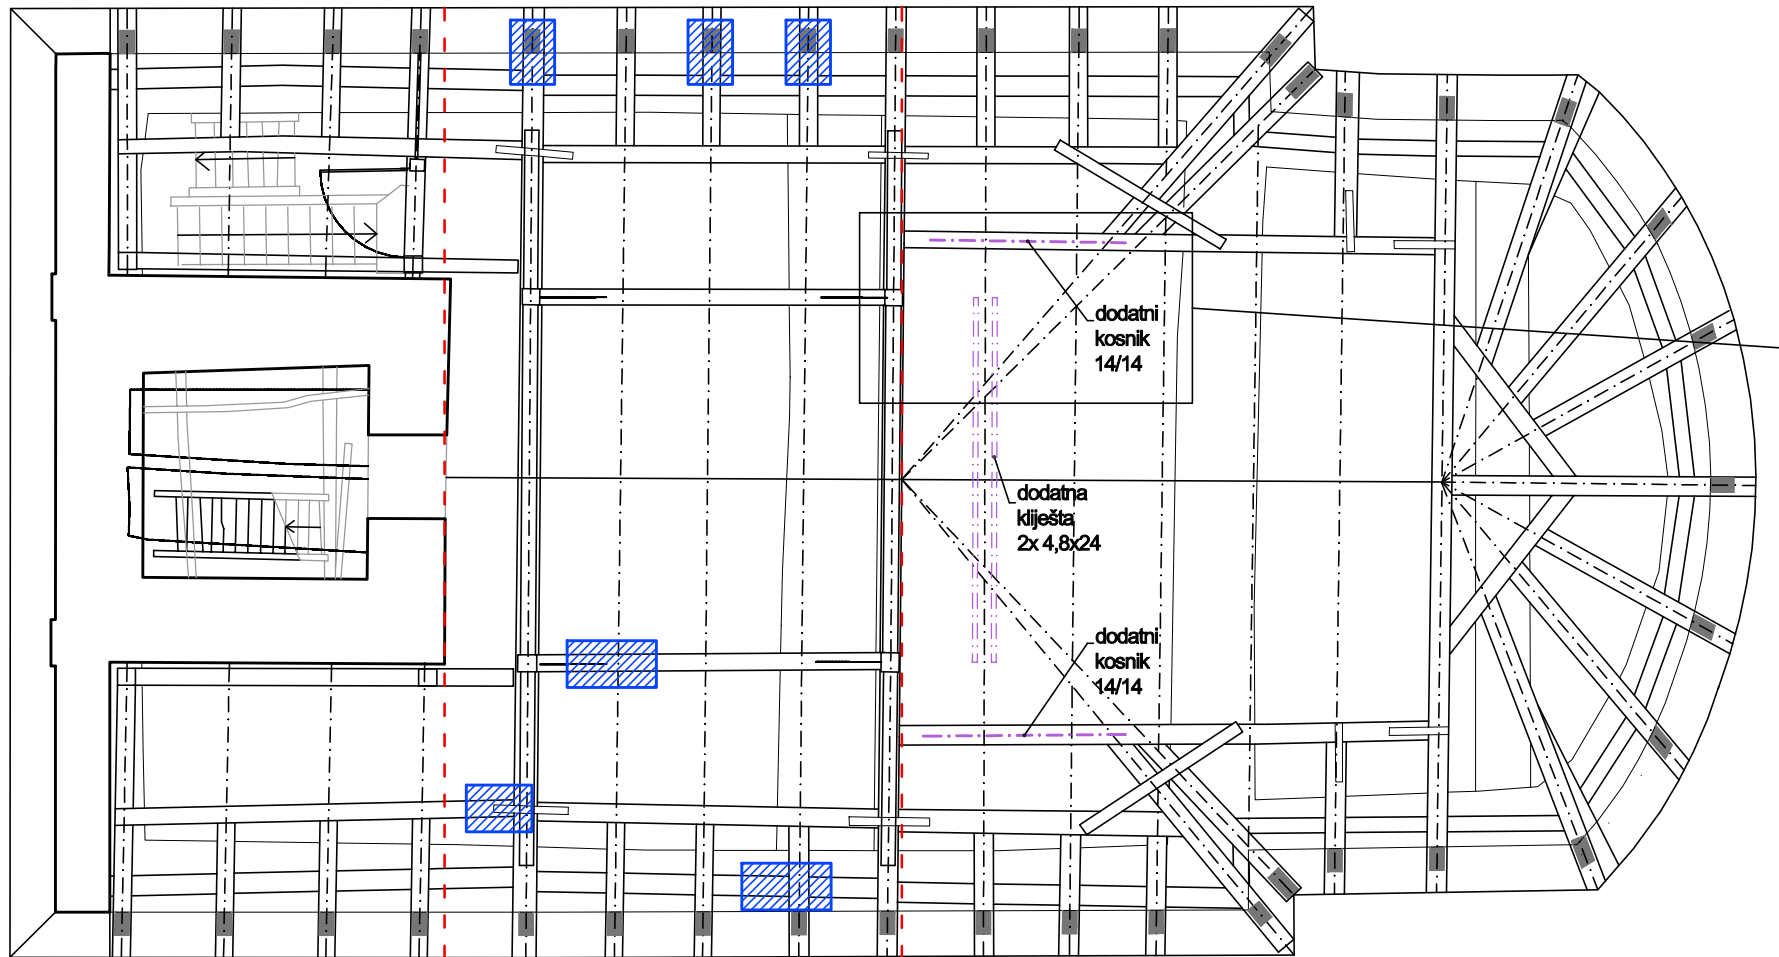 dodatni
kosnik
14/14
dodatna
kliješta
2x 4,8x24
dodatni
kosnik
14/14